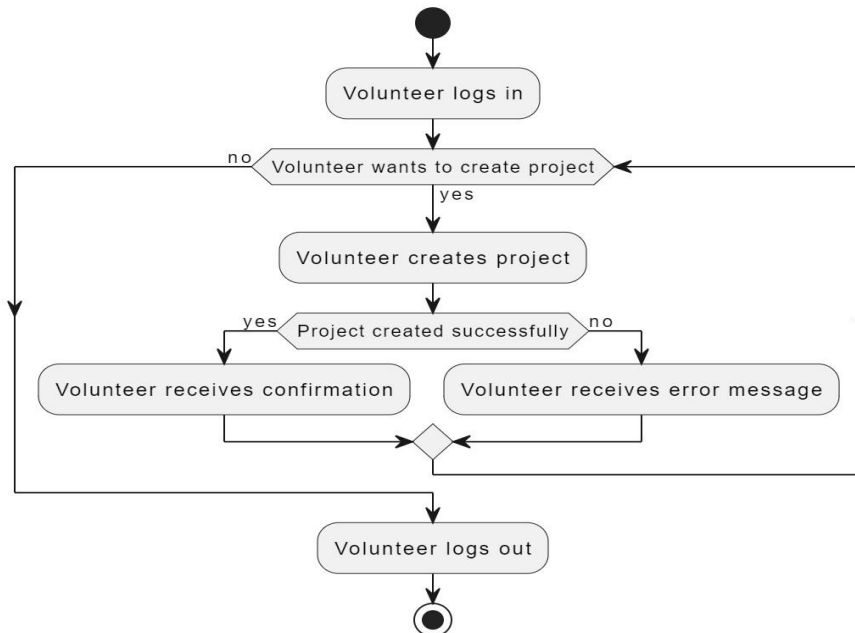 Volunteer logs in
no
Volunteer wants to create project
yes
Volunteer creates project
yes
Project created successfully
no
Volunteer receives confirmation
Volunteer receives error message
Volunteer logs out